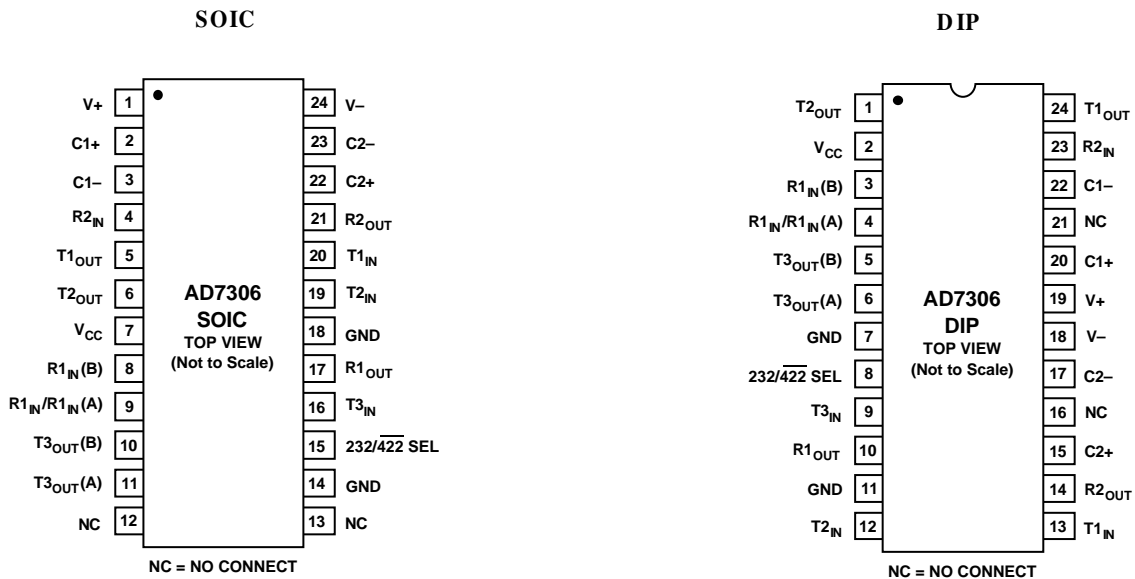 SOIC
V+ 1
C1+ 2
C1– 3
R2IN 4
T1OUT 5
T2OUT 6
VCC 7
R1IN(B) 8
R1IN/R1IN(A) 9
T3OUT(B) 10
T3OUT(A) 11
NC 12
AD7306
SOIC
TOP VIEW
(Not to Scale)
24 V–
23 C2–
22 C2+
21 R2OUT
20 T1IN
19 T2IN
18 GND
17 R1OUT
16 T3IN
15 232/4̅2̅2̅ SEL
14 GND
13 NC
NC = NO CONNECT
DIP
T2OUT 1
VCC 2
R1IN(B) 3
R1IN/R1IN(A) 4
T3OUT(B) 5
T3OUT(A) 6
GND 7
232/4̅2̅2̅ SEL 8
T3IN 9
R1OUT 10
GND 11
T2IN 12
AD7306
DIP
TOP VIEW
(Not to Scale)
24 T1OUT
23 R2IN
22 C1–
21 NC
20 C1+
19 V+
18 V–
17 C2–
16 NC
15 C2+
14 R2OUT
13 T1IN
NC = NO CONNECT